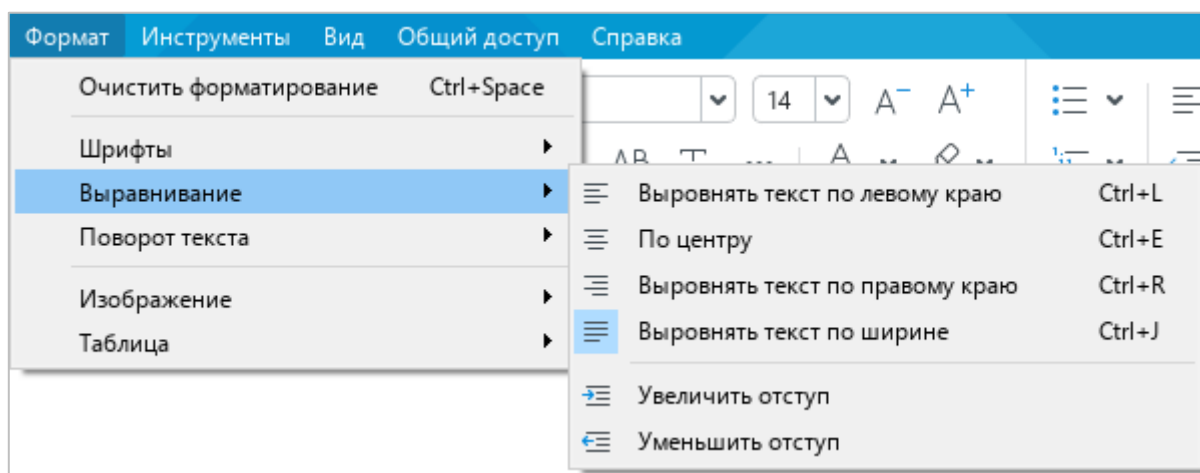 Формат Инструменты Вид Общий доступ Справка
Очистить форматирование Ctrl+Space
14 A− A+
Шрифты
Выравнивание
Выровнять текст по левому краю Ctrl+L
Поворот текста
По центру Ctrl+E
Изображение
Выровнять текст по правому краю Ctrl+R
Таблица
Выровнять текст по ширине Ctrl+J
Увеличить отступ
Уменьшить отступ